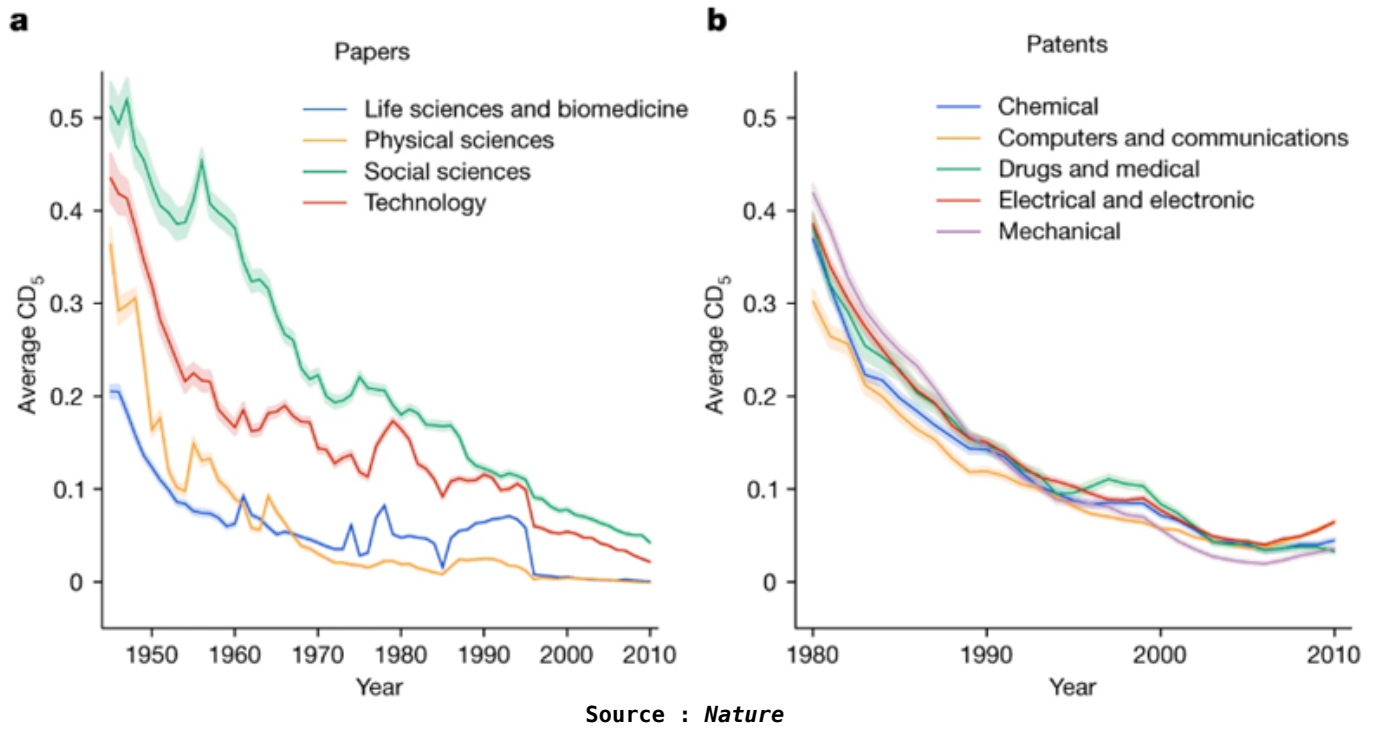 a
Papers
Life sciences and biomedicine
Physical sciences
Social sciences
Technology
0.5
0.4
0.3
0.2
0.1
0
Average CD5
1950 1960 1970 1980 1990 2000 2010
Year
b
Patents
Chemical
Computers and communications
Drugs and medical
Electrical and electronic
Mechanical
0.5
0.4
0.3
0.2
0.1
0
Average CD5
1980 1990 2000 2010
Year
Source : Nature